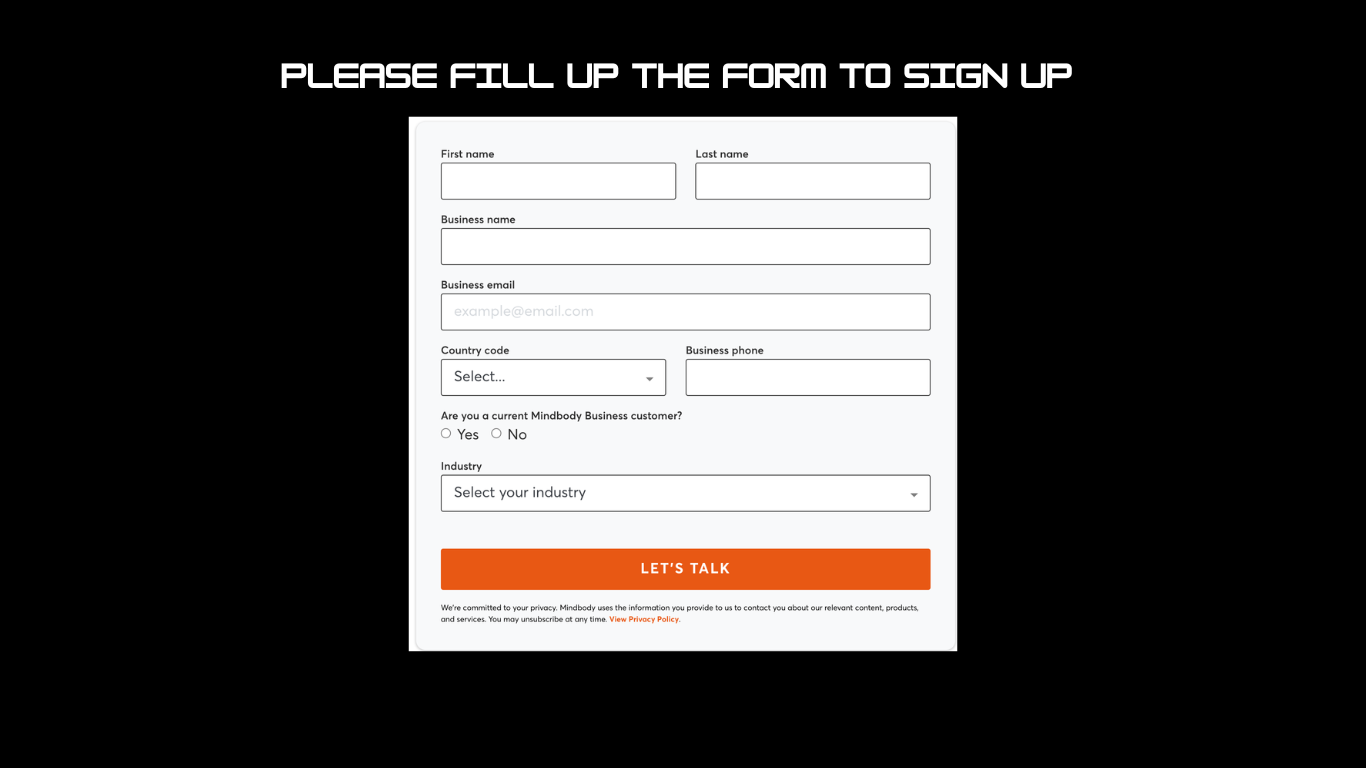 PLEASE FILL UP THE FORM TO SIGN UP
First name
Last name
Business name
Business email
example@email.com
Country code
Business phone
Select...
Are you a current Mindbody Business customer?
Yes No
Industry
Select your industry
LET'S TALK
We're committed to your privacy. Mindbody uses the information you provide to us to contact you about our relevant content, products,
and services. You may unsubscribe at any time. View Privacy Policy.